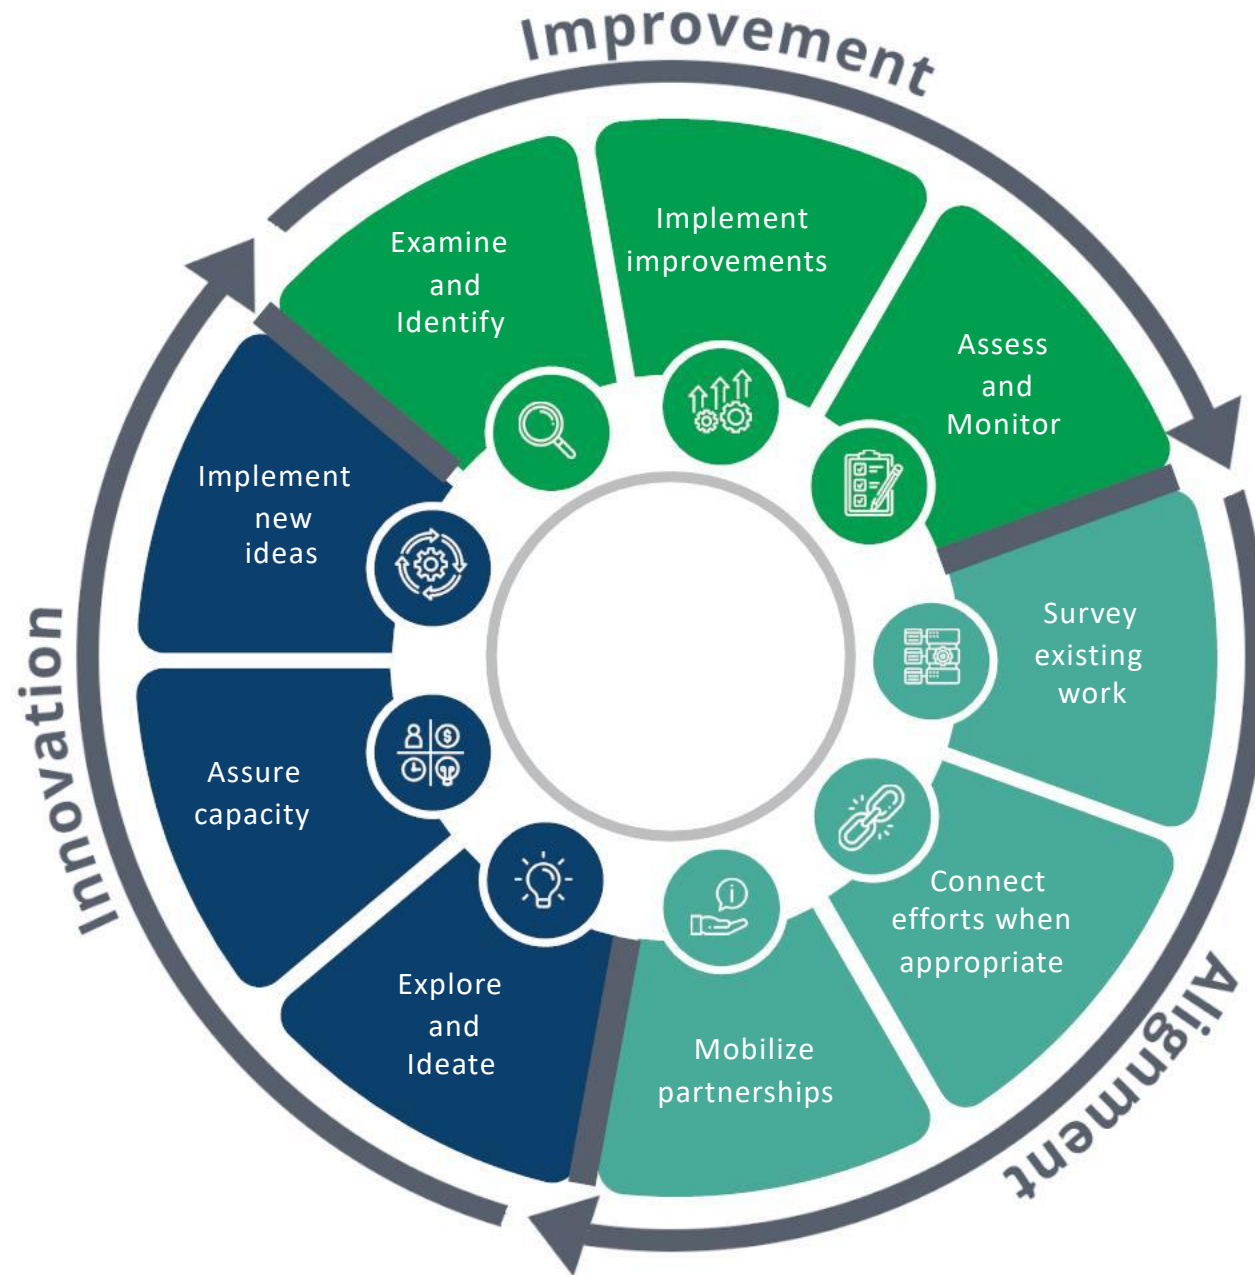 Improvement
Examine
and
Identify
Implement
improvements
Assess
and
Monitor
Alignment
Survey
existing
work
Connect
efforts when
appropriate
Mobilize
partnerships
Innovation
Explore
and
Ideate
Assure
capacity
Implement
new
ideas
$
i